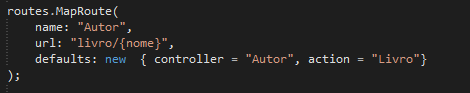 routes.MapRoute(
name: "Autor",
url: "livro/{nome}",
defaults: new  { controller = "Autor", action = "Livro"}
);